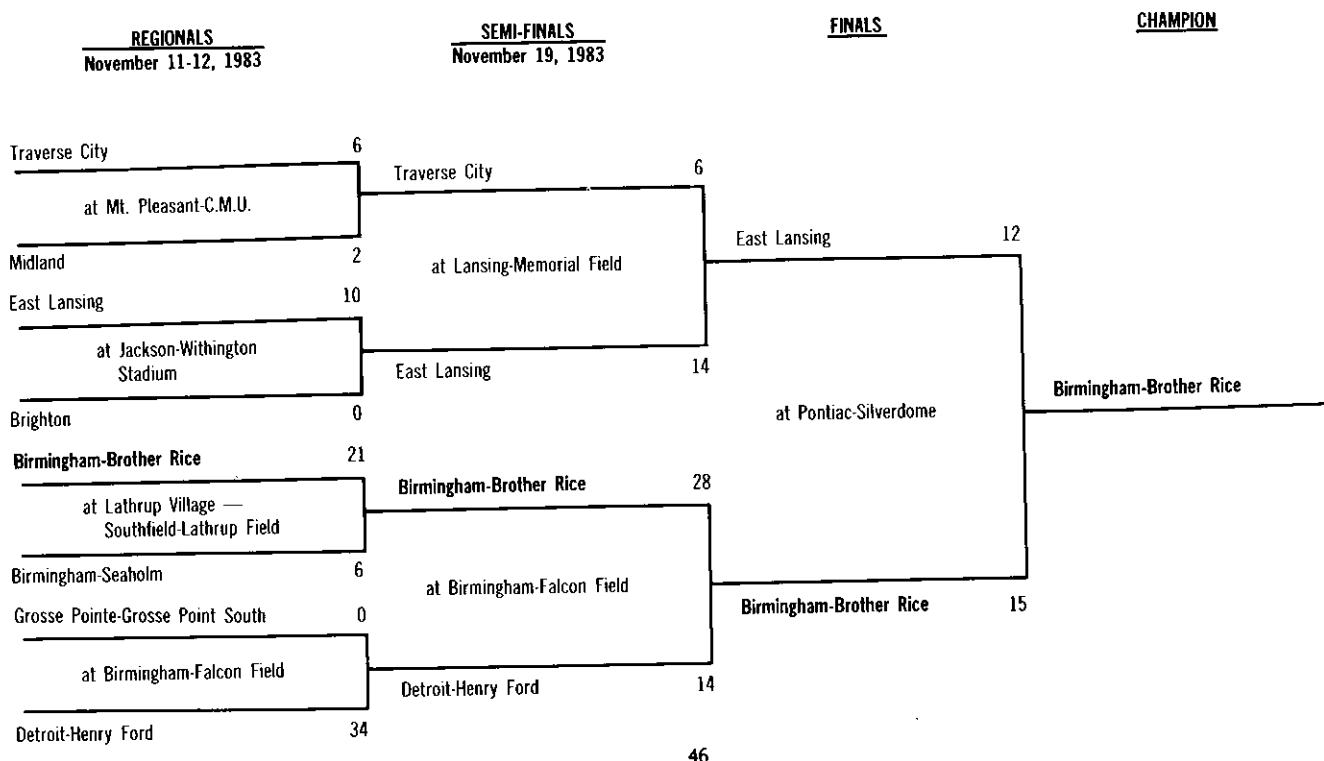 REGIONALS
November 11-12, 1983
SEMI-FINALS
November 19, 1983
FINALS
CHAMPION
Traverse City 6
at Mt. Pleasant-C.M.U.
Midland 2
East Lansing 10
at Jackson-Withington
Stadium
Brighton 0
Birmingham-Brother Rice 21
at Lathrup Village —
Southfield-Lathrup Field
Birmingham-Seaholm 6
Grosse Pointe-Grosse Point South 0
at Birmingham-Falcon Field
Detroit-Henry Ford 34
Traverse City 6
at Lansing-Memorial Field
East Lansing 14
Birmingham-Brother Rice 28
at Birmingham-Falcon Field
Detroit-Henry Ford 14
East Lansing 12
at Pontiac-Silverdome
Birmingham-Brother Rice 15
Birmingham-Brother Rice
46